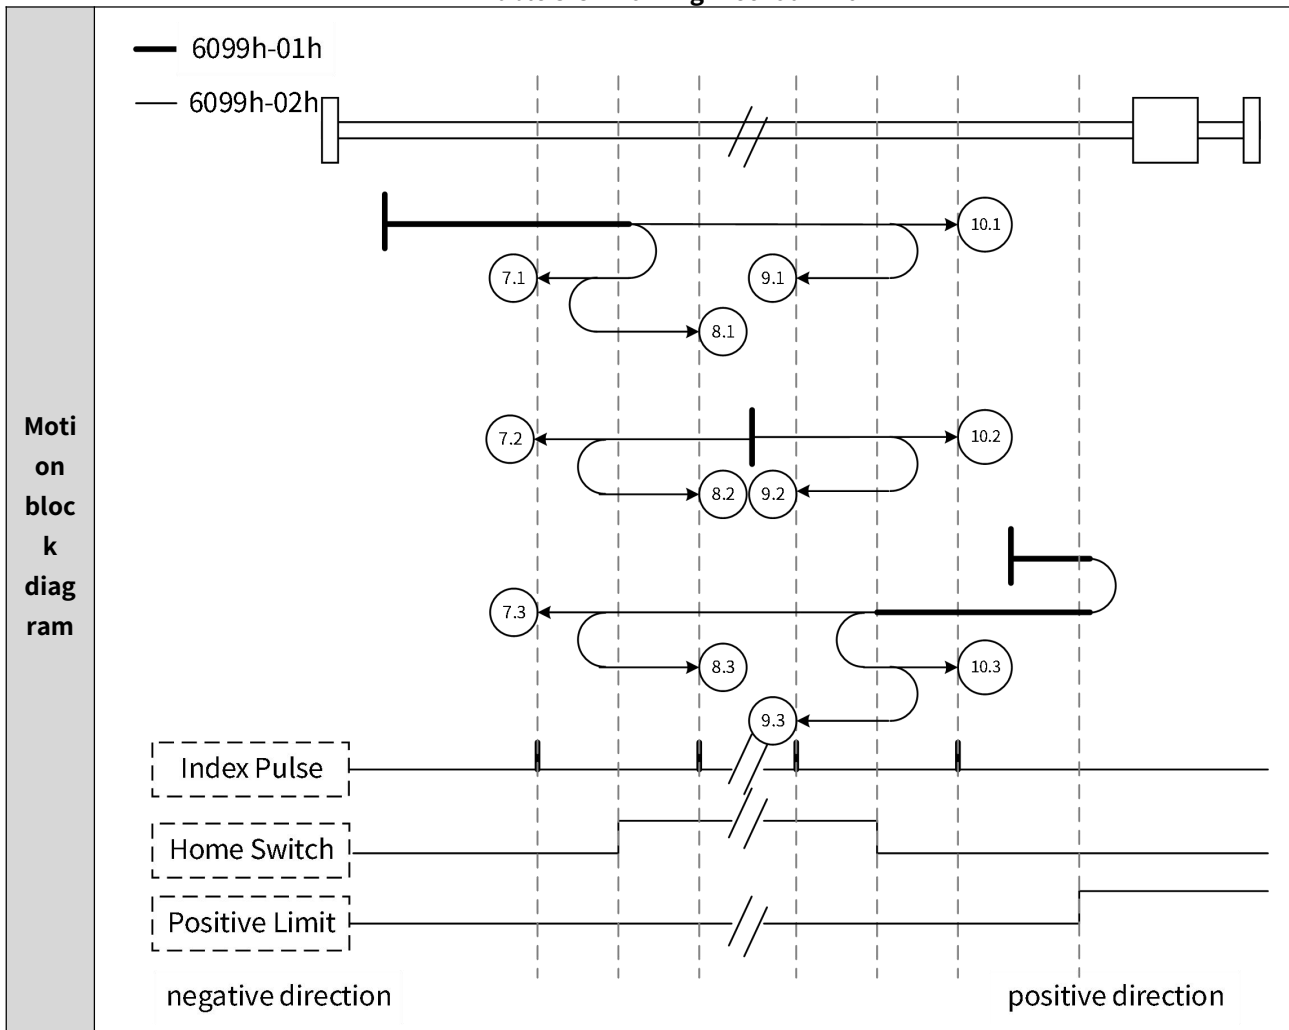 6099h-01h
6099h-02h
10.1
7.1
9.1
8.1
Moti
on
bloc
k
diag
ram
7.2
10.2
8.2
9.2
7.3
8.3
10.3
9.3
Index Pulse
Home Switch
Positive Limit
negative direction
positive direction